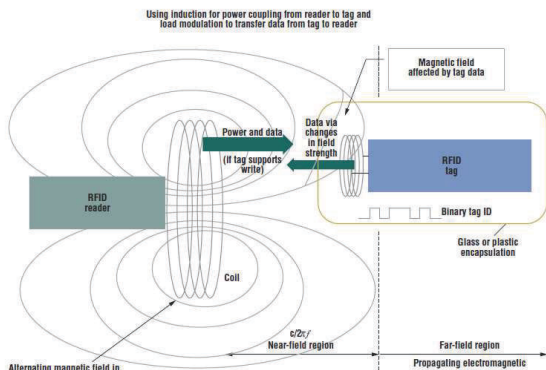 Using induction for power coupling from reader to tag and
load modulation to transfer data from tag to reader
Magnetic field
affected by tag data
Power and data
(if tag supports
write)
Data via
changes
in field
strength
RFID
tag
RFID
reader
Binary tag ID
Glass or plastic
encapsulation
Coil
c/2πf
Near-field region
Far-field region
Alternating magnetic field in
Propagating electromagnetic